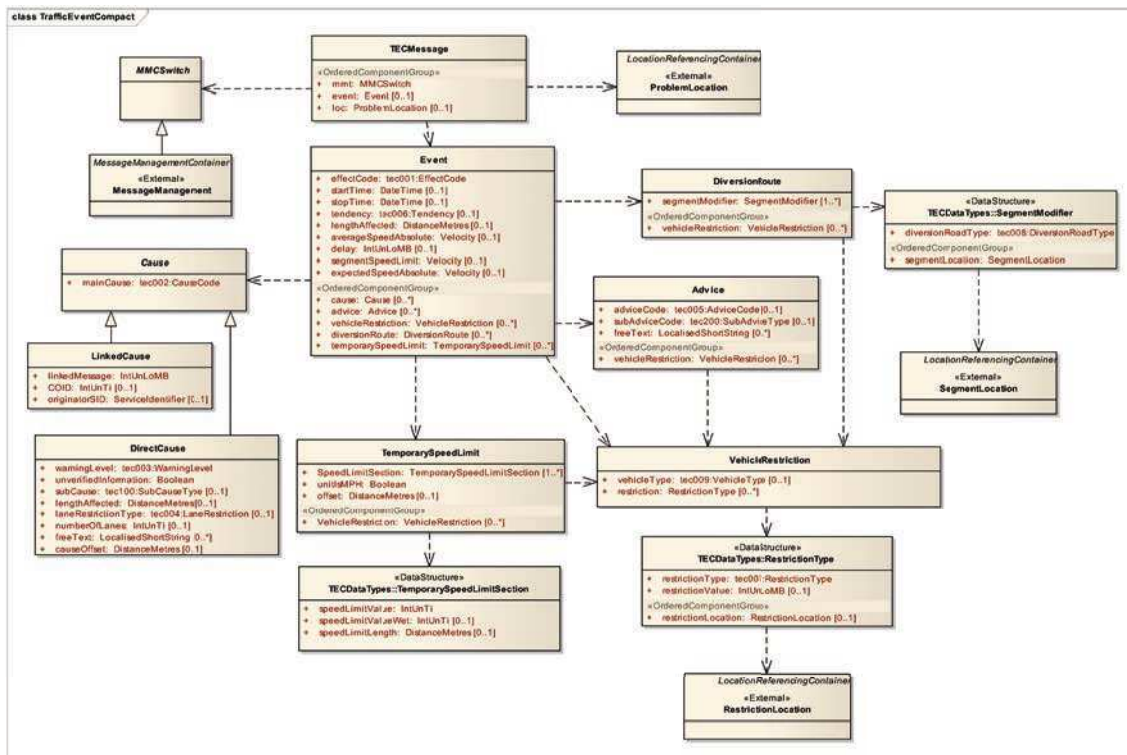 class TrafficEventCompact
TECMessage
«OrderedComponentGroup»
+ mmt: MMCSwitch
+ event: Event [0..1]
+ loc: ProblemLocation [0..1]
MMCSwitch
LocationReferencingContainer
«External»
ProblemLocation
MessageManagementContainer
«External»
MessageManagement
Event
+ effectCode: tec001:EffectCode
+ startTime: DateTime [0..1]
+ stopTime: DateTime [0..1]
+ tendency: tec006:Tendency [0..1]
+ lengthAffected: DistanceMetres [0..1]
+ averageSpeedAbsolute: Velocity [0..1]
+ delay: IntUnLoMB [0..1]
+ segmentSpeedLimit: Velocity [0..1]
+ expectedSpeedAbsolute: Velocity [0..1]
«OrderedComponentGroup»
+ cause: Cause [0..*]
+ advice: Advice [0..*]
+ vehicleRestriction: VehicleRestriction [0..*]
+ diversionRoute: DiversionRoute [0..*]
+ temporarySpeedLimit: TemporarySpeedLimit [0..*]
DiversionRoute
+ segmentModifier: SegmentModifier [1..*]
«OrderedComponentGroup»
+ vehicleRestriction: VehicleRestriction [0..*]
«DataStructure»
TECDataTypes::SegmentModifier
+ diversionRoadType: tec008:DiversionRoadType
«OrderedComponentGroup»
+ segmentLocation: SegmentLocation
Cause
+ mainCause: tec002:CauseCode
Advice
+ adviceCode: tec005:AdviceCode[0..1]
+ subAdviceCode: tec200:SubAdviceType [0..1]
+ freeText: LocalisedShortString [0..*]
«OrderedComponentGroup»
+ vehicleRestriction: VehicleRestriction [0..*]
LinkedCause
+ linkedMessage: IntUnLoMB
+ COID: IntUnTi [0..1]
+ originatorSID: ServiceIdentifier [0..1]
LocationReferencingContainer
«External»
SegmentLocation
DirectCause
+ warningLevel: tec003:WarningLevel
+ unverifiedInformation: Boolean
+ subCause: tec100:SubCauseType [0..1]
+ lengthAffected: DistanceMetres[0..1]
+ laneRestrictionType: tec004:LaneRestriction [0..1]
+ numberOfLanes: IntUnTi [0..1]
+ freeText: LocalisedShortString [0..*]
+ causeOffset: DistanceMetres [0..1]
TemporarySpeedLimit
+ SpeedLimitSection: TemporarySpeedLimitSection [1..*]
+ unitIsMPH: Boolean
+ offset: DistanceMetres [0..1]
«OrderedComponentGroup»
+ VehicleRestriction: VehicleRestriction [0..*]
VehicleRestriction
+ vehicleType: tec009:VehicleType [0..1]
+ restriction: RestrictionType [0..*]
«DataStructure»
TECDataTypes::TemporarySpeedLimitSection
+ speedLimitValue: IntUnTi
+ speedLimitValueWet: IntUnTi [0..1]
+ speedLimitLength: DistanceMetres [0..1]
«DataStructure»
TECDataTypes::RestrictionType
+ restrictionType: tec007:RestrictionType
+ restrictionValue: IntUnLoMB [0..1]
«OrderedComponentGroup»
+ restrictionLocation: RestrictionLocation [0..1]
LocationReferencingContainer
«External»
RestrictionLocation